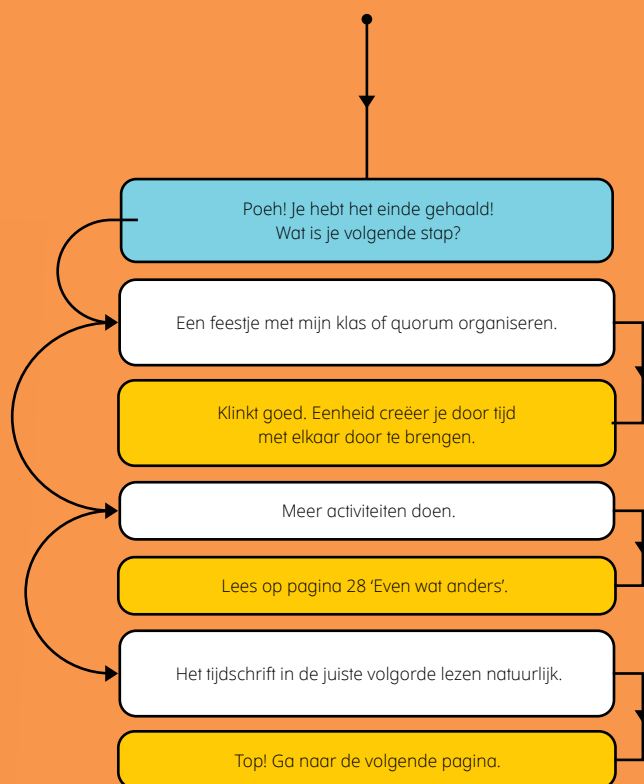 Poeh! Je hebt het einde gehaald!
Wat is je volgende stap?
Een feestje met mijn klas of quorum organiseren.
Klinkt goed. Eenheid creëer je door tijd
met elkaar door te brengen.
Meer activiteiten doen.
Lees op pagina 28 ‘Even wat anders’.
Het tijdschrift in de juiste volgorde lezen natuurlijk.
Top! Ga naar de volgende pagina.